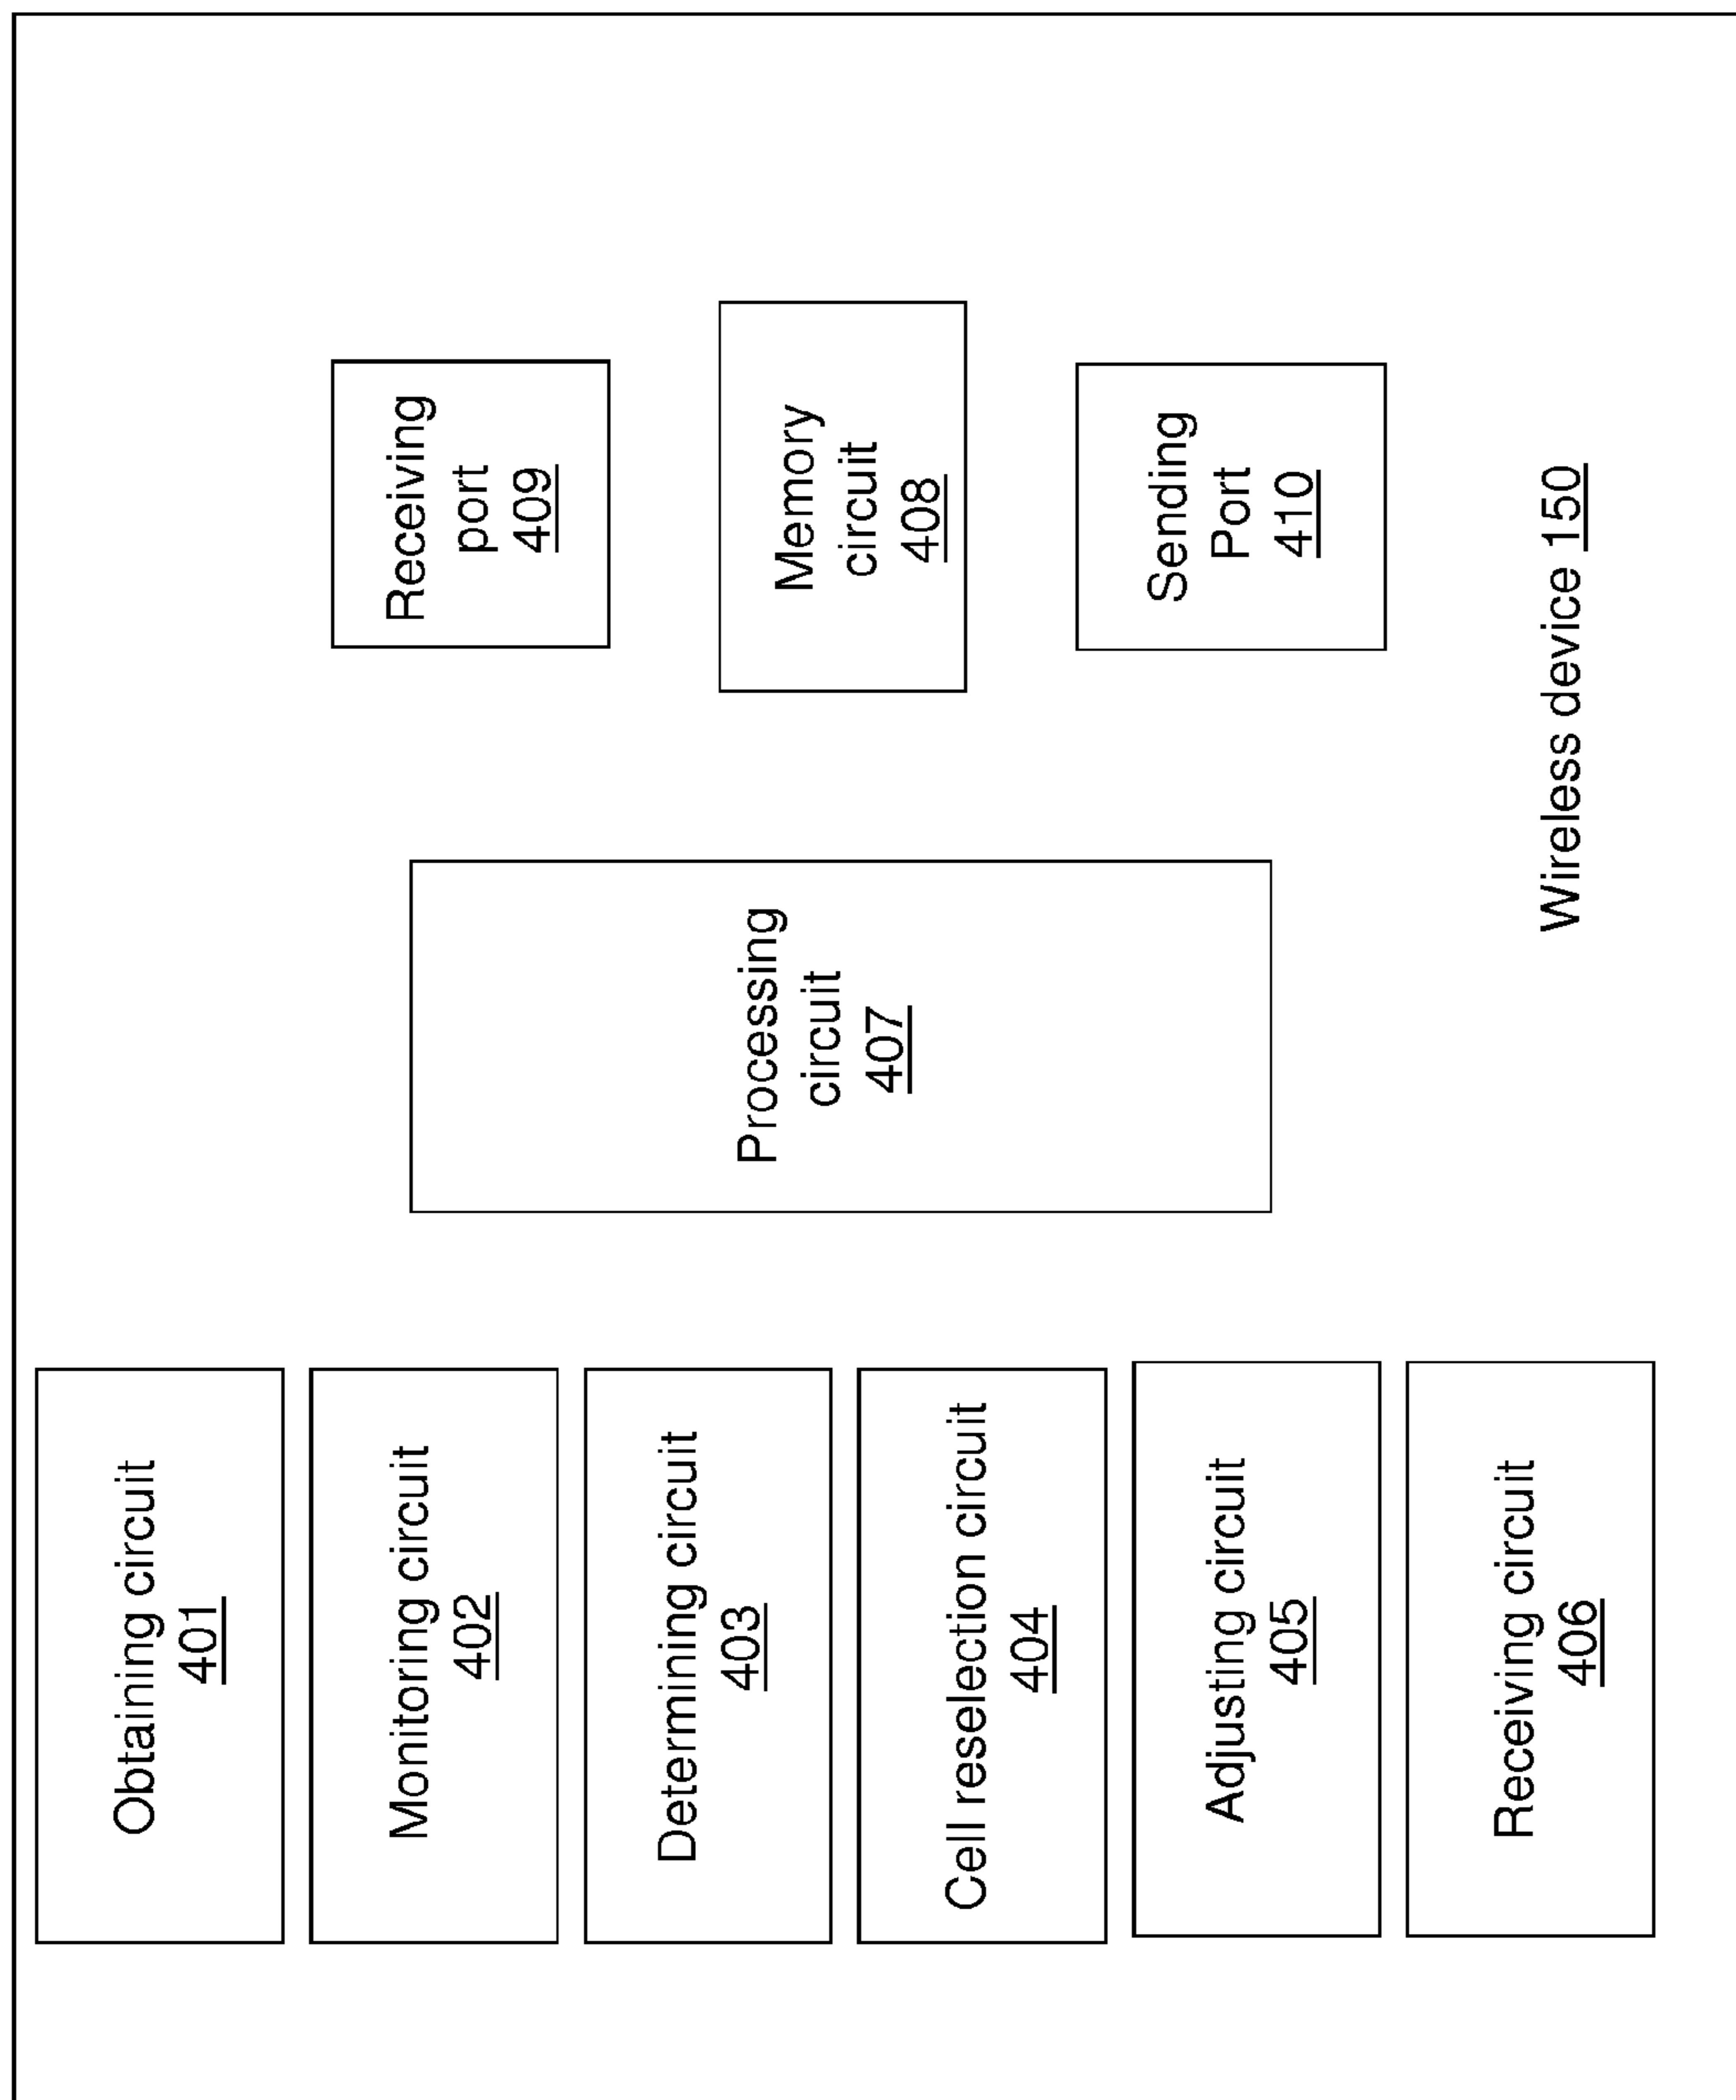 Obtaining circuit
401
Monitoring circuit
402
Determining circuit
403
Cell reselection circuit
404
Adjusting circuit
405
Receiving circuit
406
Processing
circuit
407
Receiving
port
409
Memory
circuit
408
Sending
Port
410
Wireless device 150